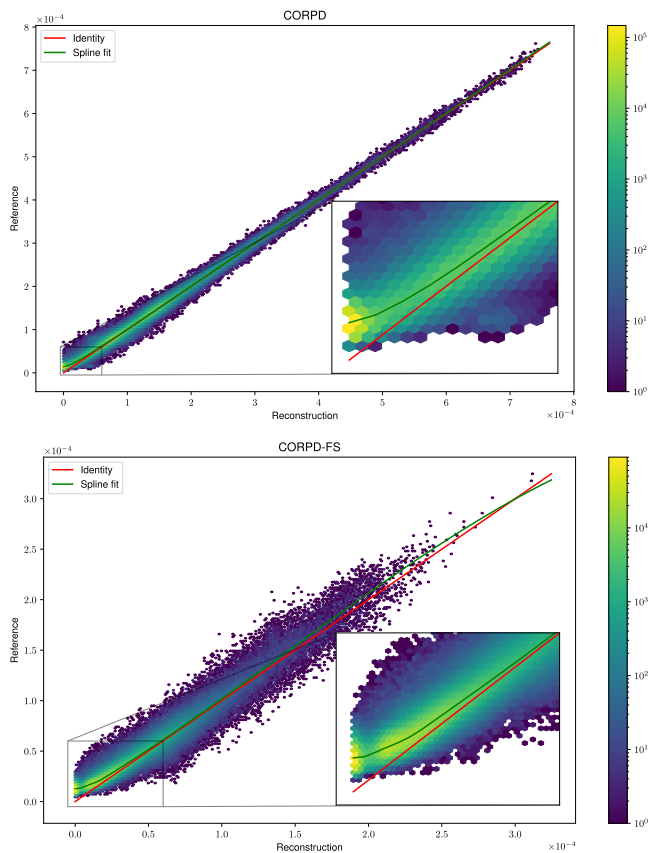 CORPD
×10⁻⁴
Identity
Spline fit
8
7
6
5
4
3
2
1
0
Reference
0 1 2 3 4 5 6 7 8
Reconstruction
×10⁻⁴
10⁵
10⁴
10³
10²
10¹
10⁰
CORPD-FS
×10⁻⁴
Identity
Spline fit
3.0
2.5
2.0
1.5
1.0
0.5
0.0
Reference
0.0 0.5 1.0 1.5 2.0 2.5 3.0
Reconstruction
×10⁻⁴
10⁴
10³
10²
10¹
10⁰